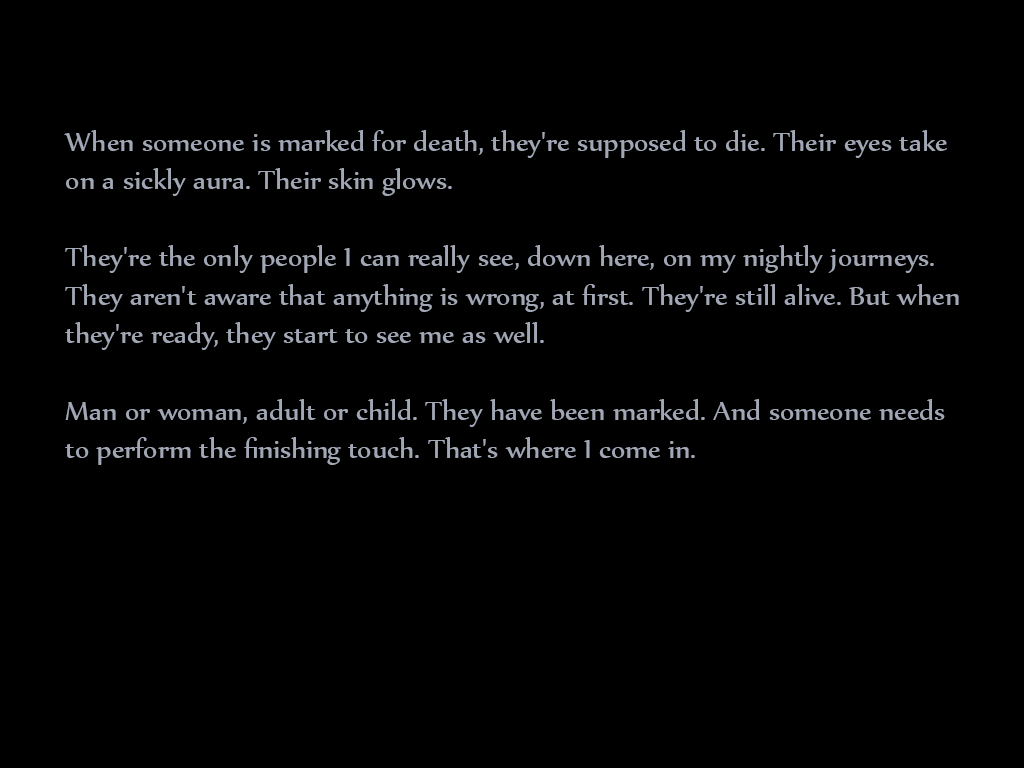 When someone is marked for death, they're supposed to die. Their eyes take
on a sickly aura. Their skin glows.
They're the only people I can really see, down here, on my nightly journeys.
They aren't aware that anything is wrong, at first. They're still alive. But when
they're ready, they start to see me as well.
Man or woman, adult or child. They have been marked. And someone needs
to perform the finishing touch. That's where I come in.